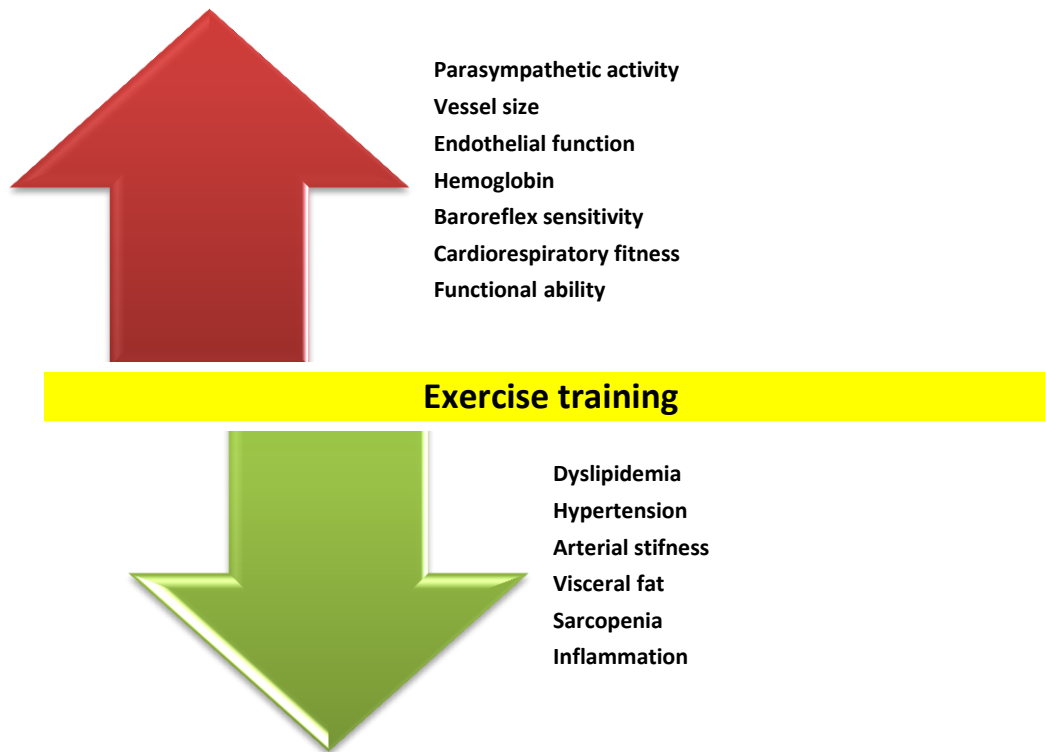 Parasympathetic activity
Vessel size
Endothelial function
Hemoglobin
Baroreflex sensitivity
Cardiorespiratory fitness
Functional ability
Exercise training
Dyslipidemia
Hypertension
Arterial stifness
Visceral fat
Sarcopenia
Inflammation